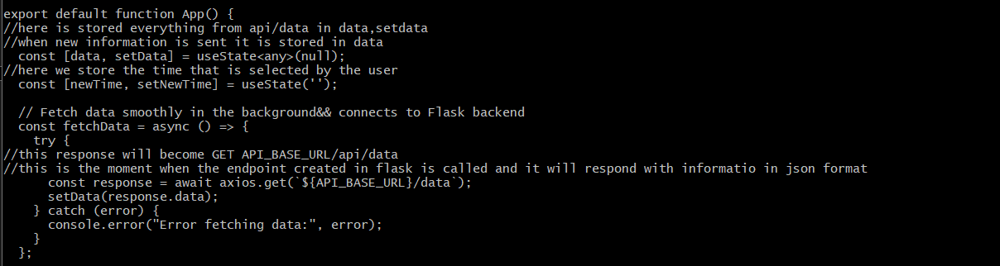 export default function App() {
//here is stored everything from api/data in data,setdata
//when new information is sent it is stored in data
  const [data, setData] = useState<any>(null);
//here we store the time that is selected by the user
  const [newTime, setNewTime] = useState('');

  // Fetch data smoothly in the background&& connects to Flask backend
  const fetchData = async () => {
    try {
//this response will become GET API_BASE_URL/api/data
//this is the moment when the endpoint created in flask is called and it will respond with informatio in json format
      const response = await axios.get(`${API_BASE_URL}/data`);
      setData(response.data);
    } catch (error) {
      console.error("Error fetching data:", error);
    }
  };